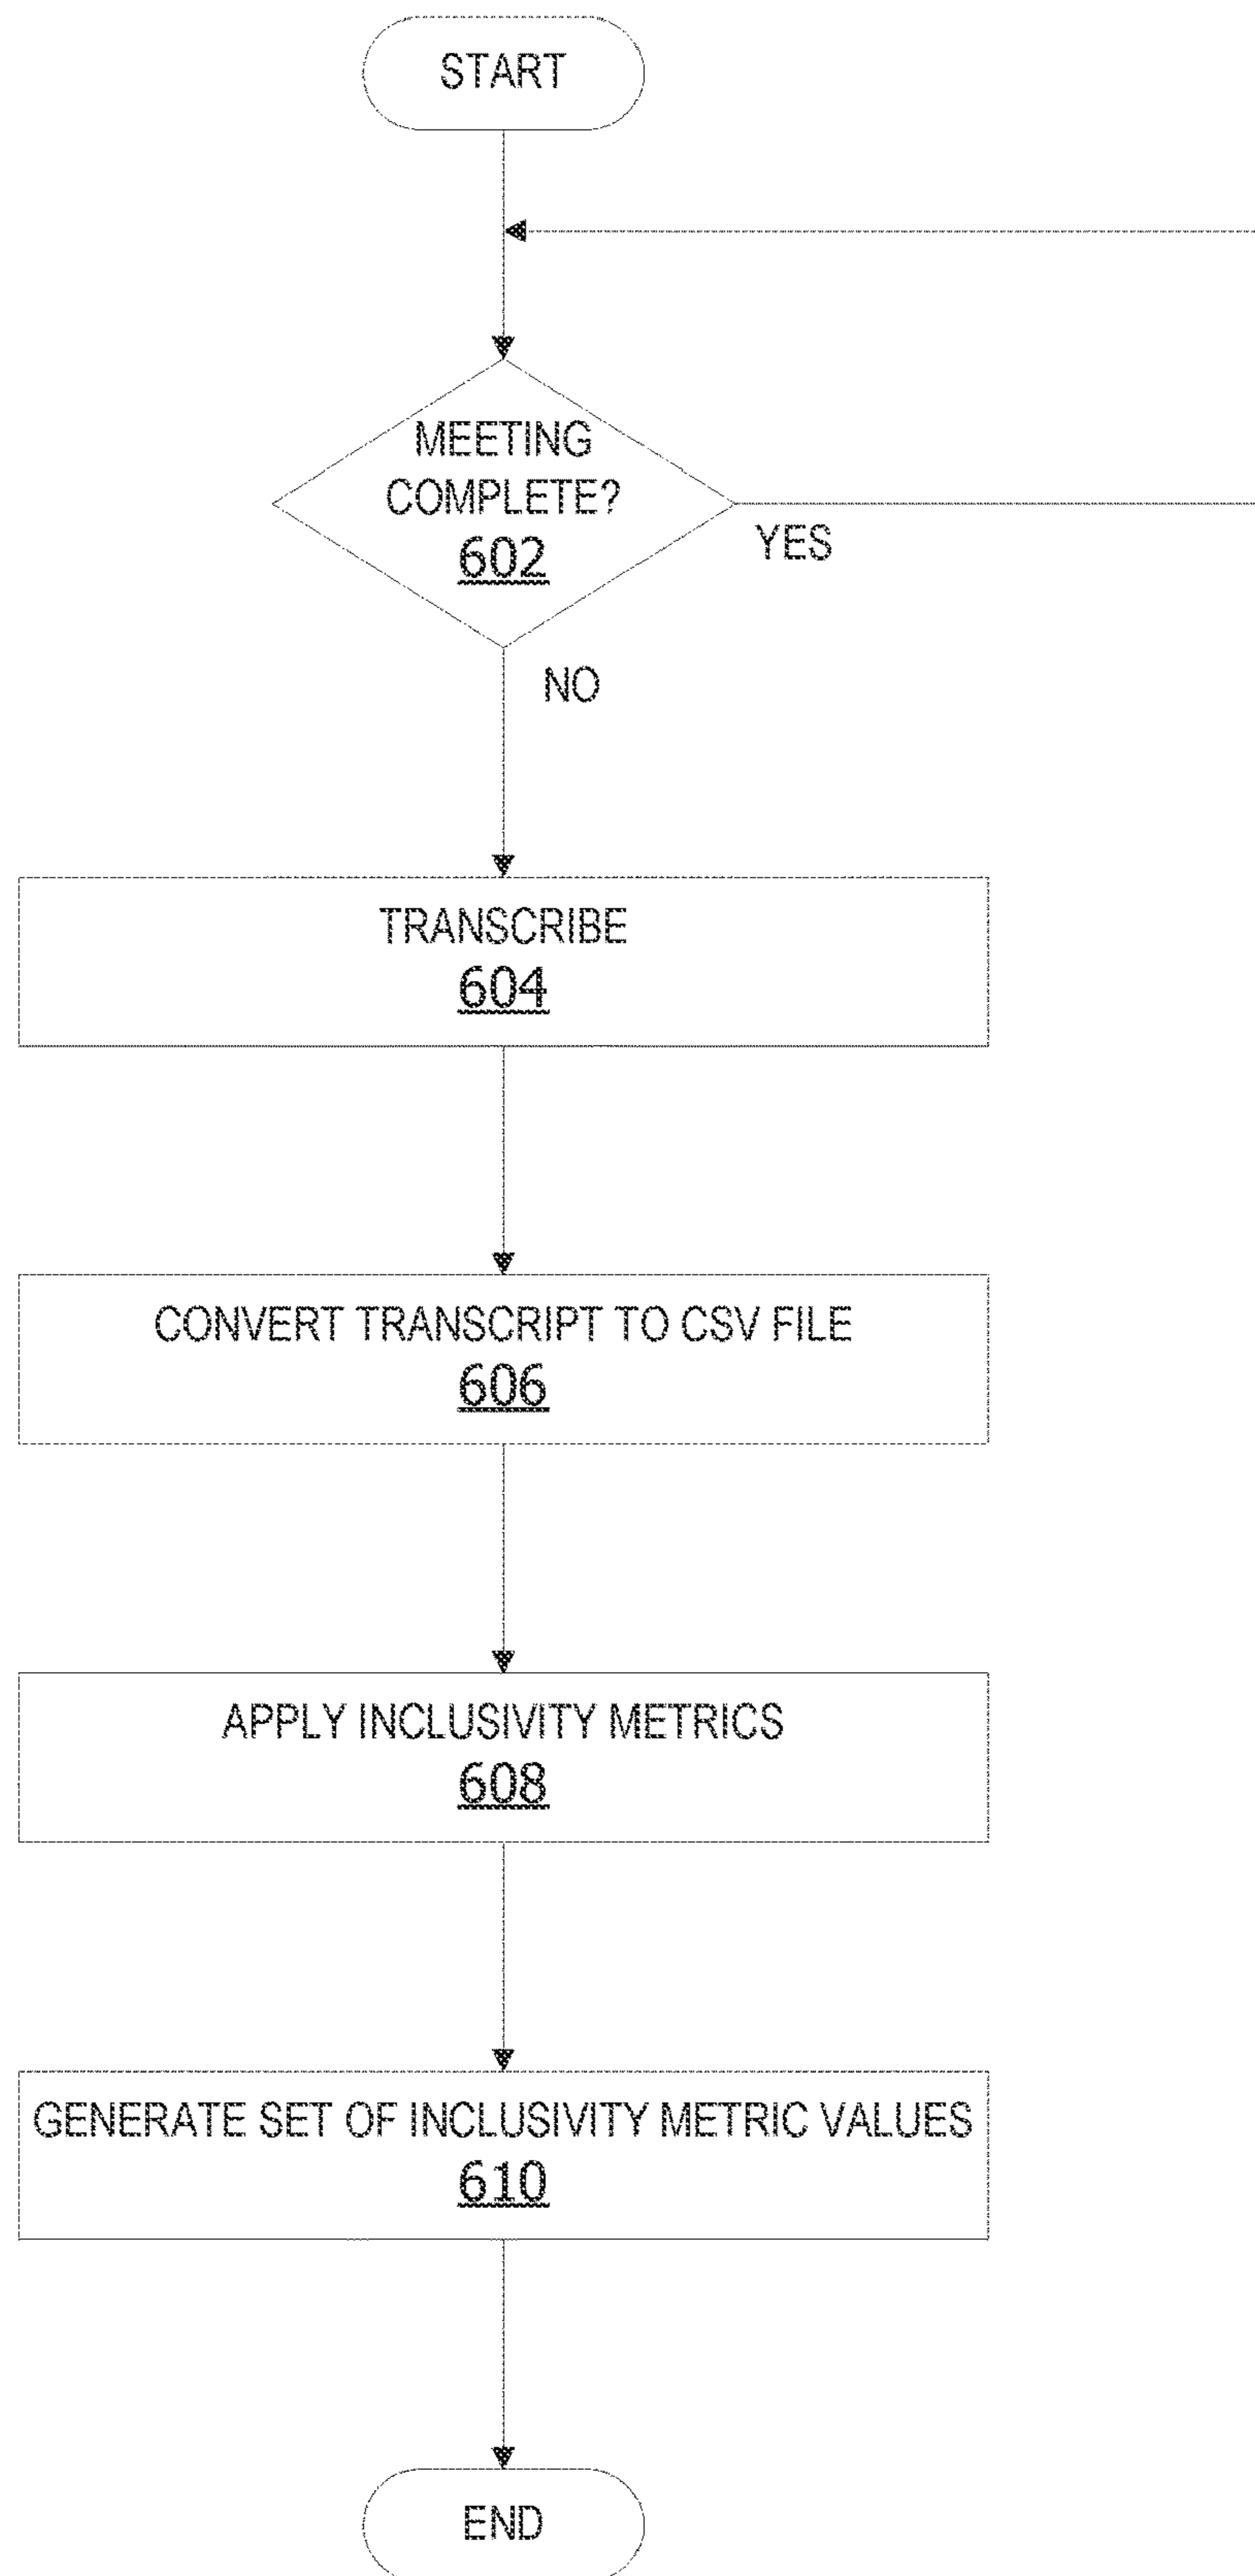 START
MEETING
COMPLETE?
602
YES
NO
TRANSCRIBE
604
CONVERT TRANSCRIPT TO CSV FILE
606
APPLY INCLUSIVITY METRICS
608
GENERATE SET OF INCLUSIVITY METRIC VALUES
610
END